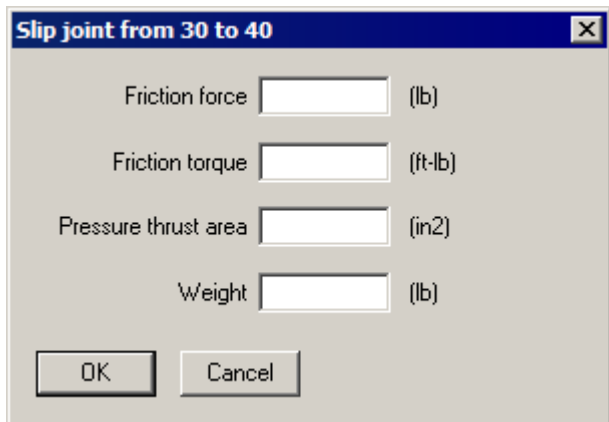 Slip joint from 30 to 40
Friction force (lb)
Friction torque (ft-lb)
Pressure thrust area (in2)
Weight (lb)
OK Cancel